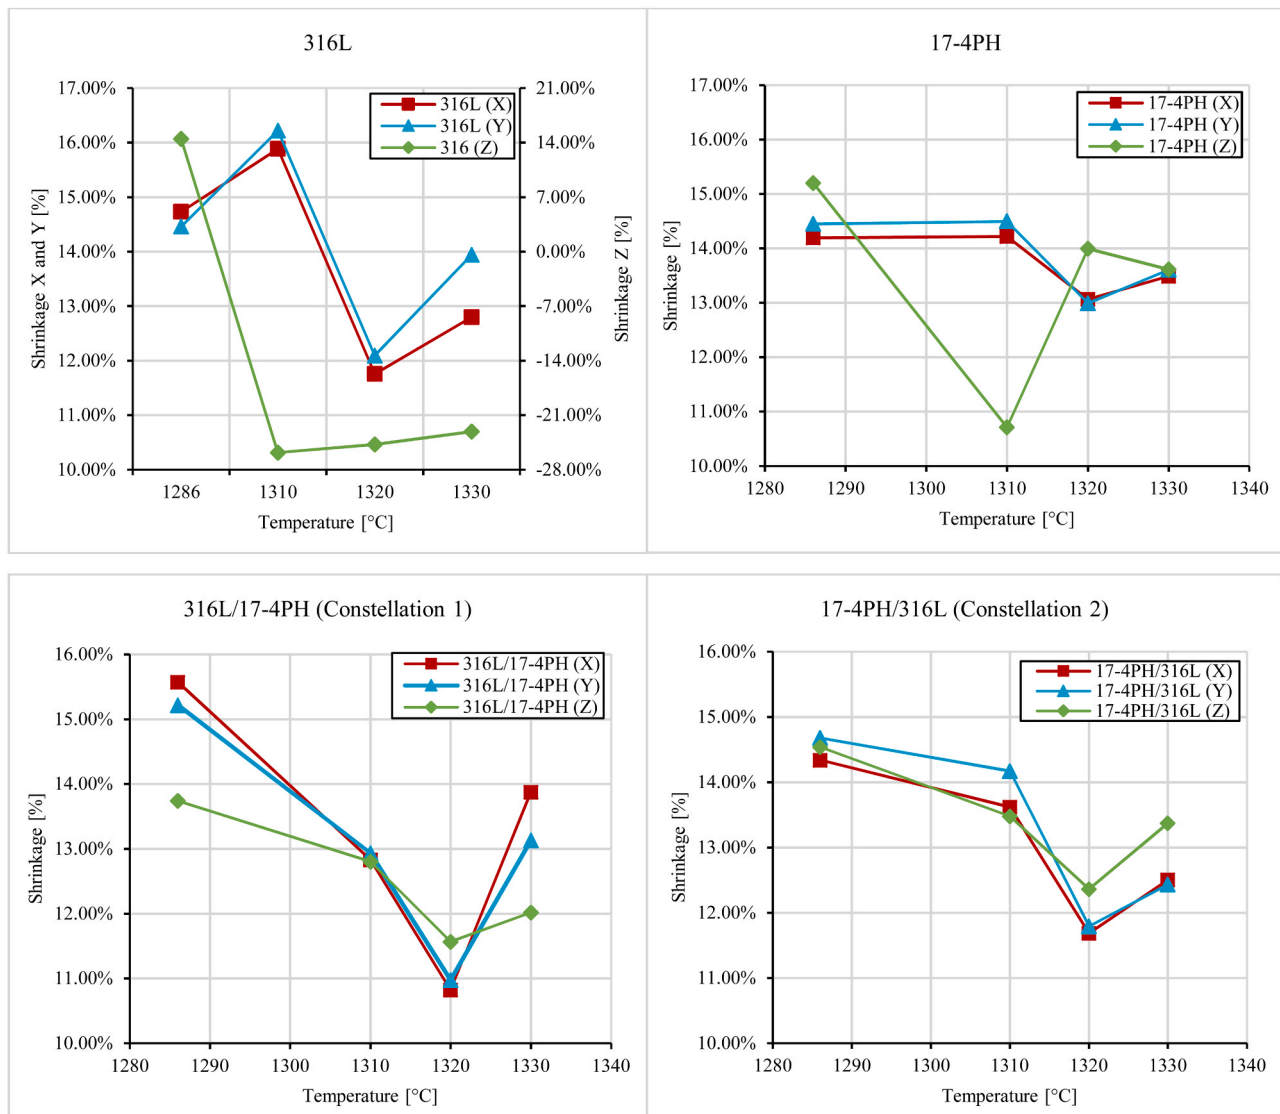 316L
17.00%
16.00%
15.00%
14.00%
13.00%
12.00%
11.00%
10.00%
Shrinkage X and Y [%]
21.00%
14.00%
7.00%
0.00%
-7.00%
-14.00%
-21.00%
-28.00%
Shrinkage Z [%]
316L (X)
316L (Y)
316 (Z)
1286 1310 1320 1330
Temperature [°C]
17-4PH
17.00%
16.00%
15.00%
14.00%
13.00%
12.00%
11.00%
10.00%
Shrinkage [%]
17-4PH (X)
17-4PH (Y)
17-4PH (Z)
1280 1290 1300 1310 1320 1330 1340
Temperature [°C]
316L/17-4PH (Constellation 1)
16.00%
15.00%
14.00%
13.00%
12.00%
11.00%
10.00%
Shrinkage [%]
316L/17-4PH (X)
316L/17-4PH (Y)
316L/17-4PH (Z)
1280 1290 1300 1310 1320 1330 1340
Temperature [°C]
17-4PH/316L (Constellation 2)
16.00%
15.00%
14.00%
13.00%
12.00%
11.00%
10.00%
Shrinkage [%]
17-4PH/316L (X)
17-4PH/316L (Y)
17-4PH/316L (Z)
1280 1290 1300 1310 1320 1330 1340
Temperature [°C]